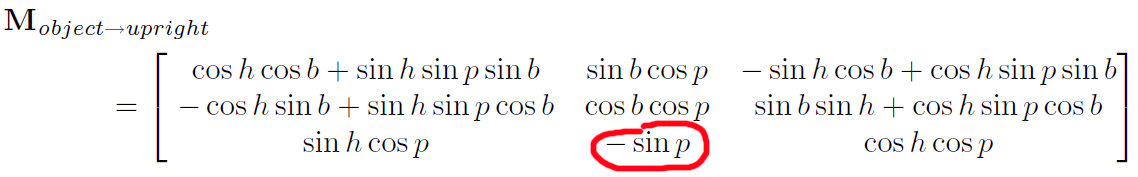 M object→upright
= [ cos h cos b + sin h sin p sin b   sin b cos p   − sin h cos b + cos h sin p sin b
− cos h sin b + sin h sin p cos b   cos b cos p   sin b sin h + cos h sin p cos b
sin h cos p   − sin p   cos h cos p ]